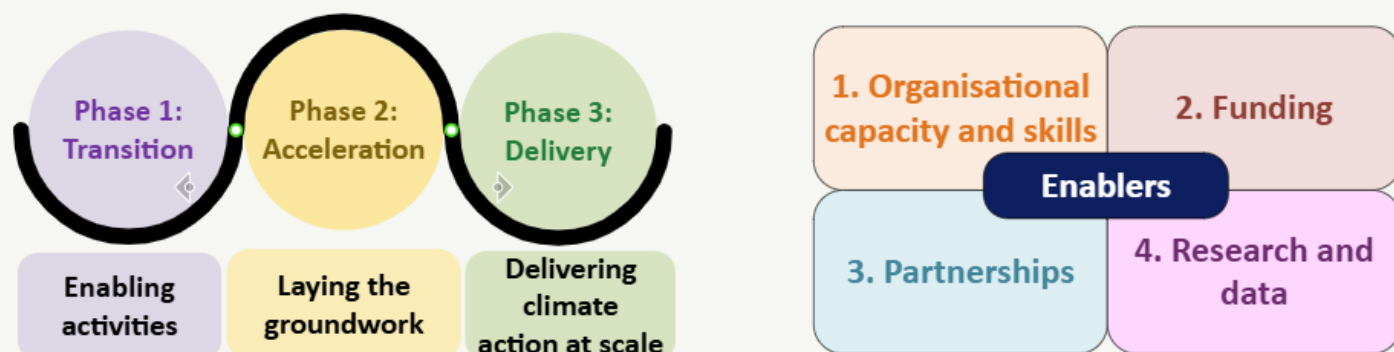 Phase 1:
Transition
Phase 2:
Acceleration
Phase 3:
Delivery
Enabling
activities
Laying the
groundwork
Delivering
climate
action at scale
1. Organisational
capacity and skills
2. Funding
Enablers
3. Partnerships
4. Research and
data